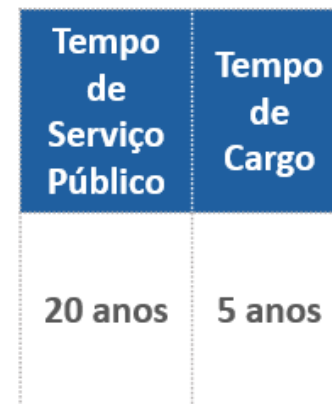 Tempo
de
Serviço
Público
Tempo
de
Cargo
20 anos
5 anos